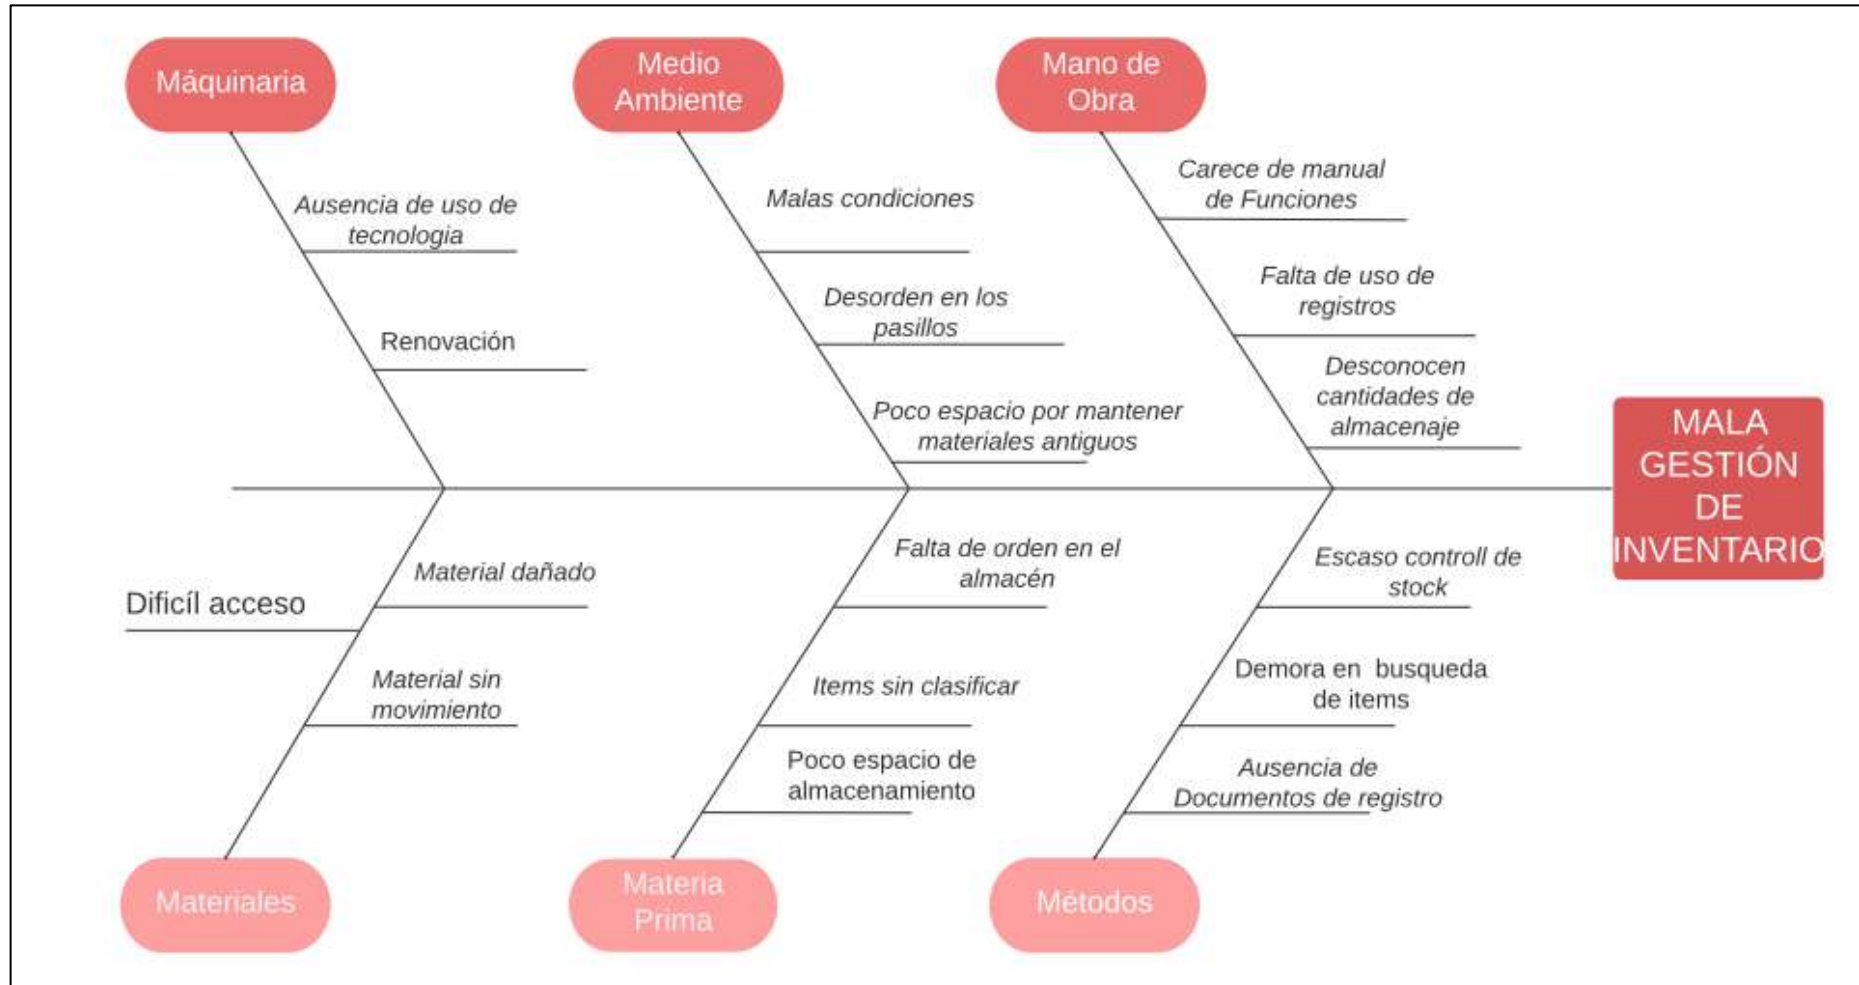 Máquinaria
Medio
Ambiente
Mano de
Obra
Ausencia de uso de
tecnologia
Renovación
Malas condiciones
Desorden en los
pasillos
Poco espacio por mantener
materiales antiguos
Carece de manual
de Funciones
Falta de uso de
registros
Desconocen
cantidades de
almacenaje
MALA
GESTIÓN
DE
INVENTARIO
Material dañado
Dificíl acceso
Material sin
movimiento
Falta de orden en el
almacén
Items sin clasificar
Poco espacio de
almacenamiento
Escaso controll de
stock
Demora en busqueda
de items
Ausencia de
Documentos de registro
Materiales
Materia
Prima
Métodos